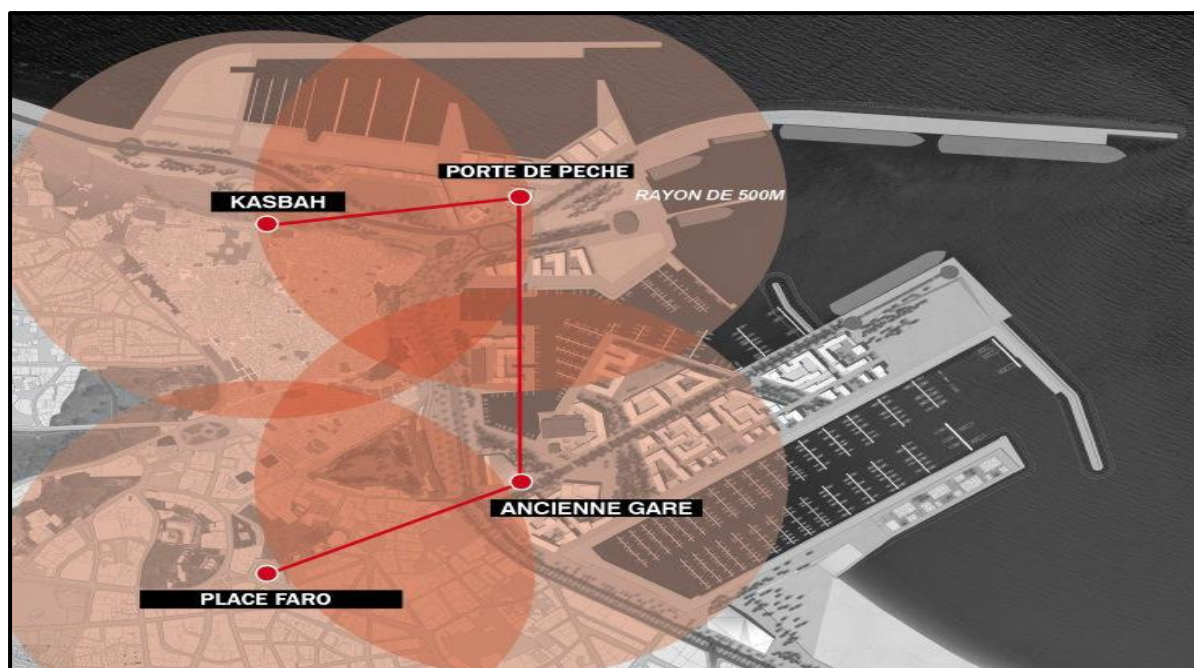 PORTE DE PECHE
KASBAH
RAYON DE 500M
ANCIENNE GARE
PLACE FARO